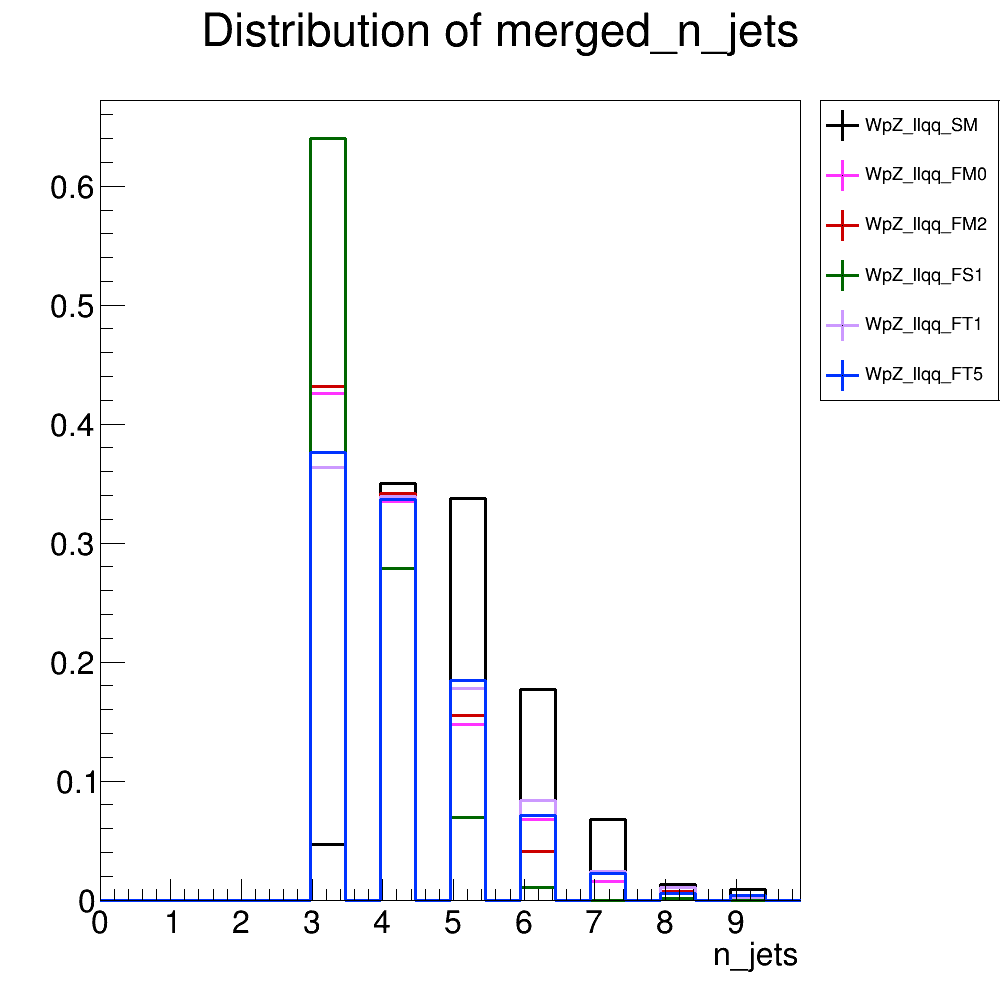 Distribution of merged_n_jets
WpZ_llqq_SM
WpZ_llqq_FM0
WpZ_llqq_FM2
WpZ_llqq_FS1
WpZ_llqq_FT1
WpZ_llqq_FT5
0.6
0.5
0.4
0.3
0.2
0.1
0
0 1 2 3 4 5 6 7 8 9
n_jets